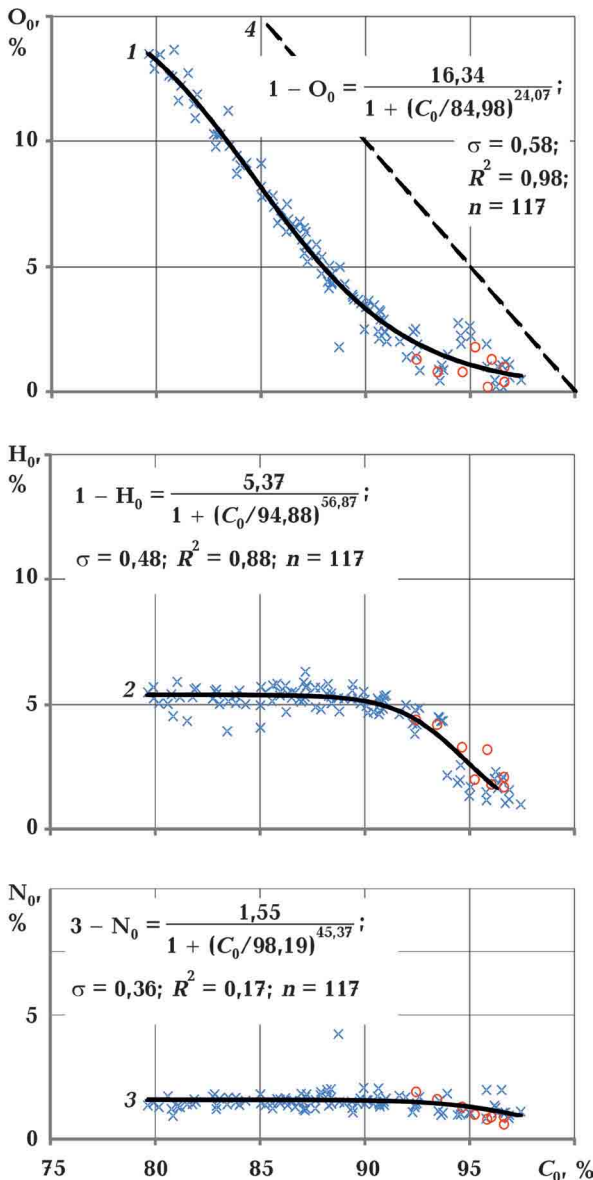 O₀,
%
1
4
1 – O₀ = 16,34 / 1 + (C₀/84,98)^24,07;
σ = 0,58;
R² = 0,98;
n = 117
10
5
0
H₀,
%
1 – H₀ = 5,37 / 1 + (C₀/94,88)^56,87;
σ = 0,48; R² = 0,88; n = 117
10
5
2
0
N₀,
%
3 – N₀ = 1,55 / 1 + (C₀/98,19)^45,37;
σ = 0,36; R² = 0,17; n = 117
5
3
0
75 80 85 90 95 C₀, %